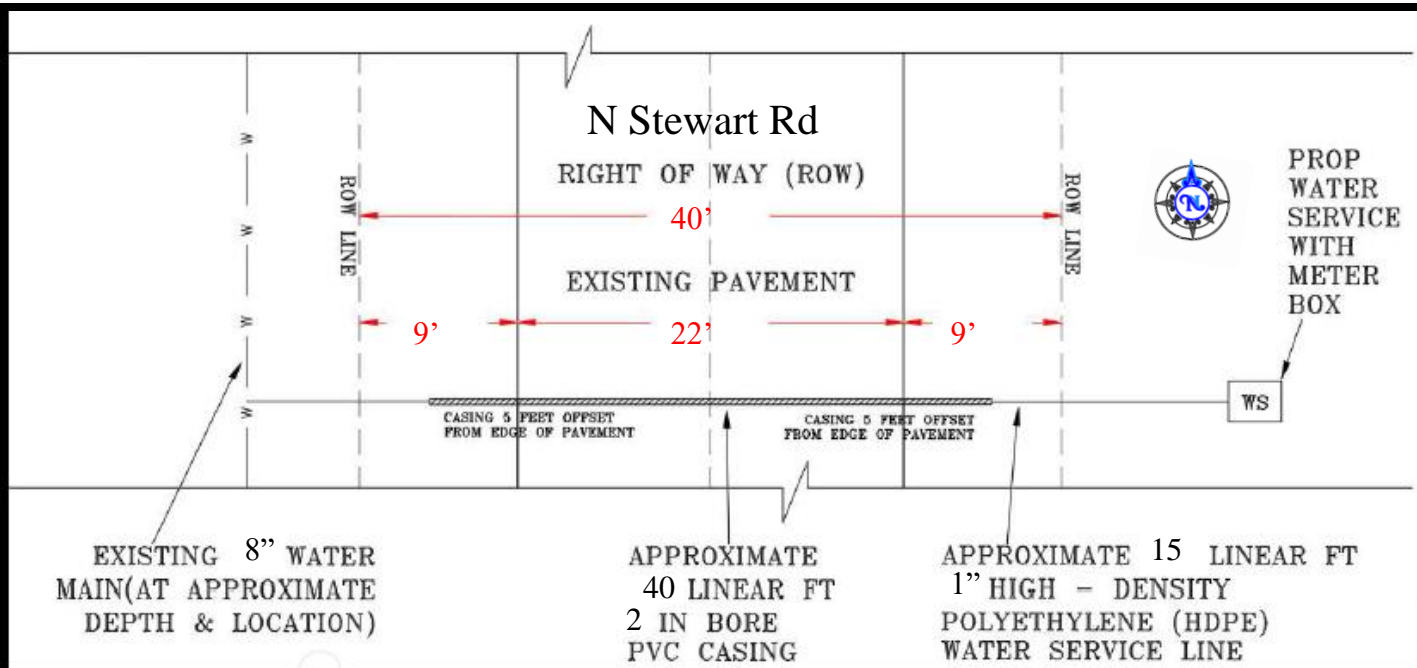 N Stewart Rd
RIGHT OF WAY (ROW)
40’
EXISTING PAVEMENT
9’
22’
9’
ROW LINE
ROW LINE
W
W
W
W
W
N
PROP
WATER
SERVICE
WITH
METER
BOX
WS
CASING 5 FEET OFFSET
FROM EDGE OF PAVEMENT
CASING 5 FEET OFFSET
FROM EDGE OF PAVEMENT
EXISTING 8” WATER
MAIN(AT APPROXIMATE
DEPTH & LOCATION)
APPROXIMATE
40 LINEAR FT
2 IN BORE
PVC CASING
APPROXIMATE 15 LINEAR FT
1” HIGH - DENSITY
POLYETHYLENE (HDPE)
WATER SERVICE LINE